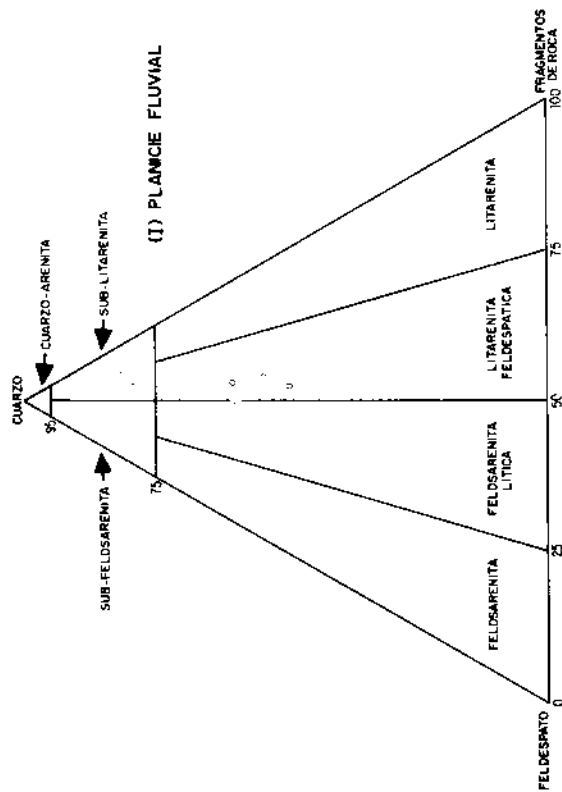 CUARZO
CUARZO-ARENITA
SUB-LITARENITA
95
SUB-FELDSARENITA
75
(I) PLANICIE FLUVIAL
FELDSARENITA
FELDSARENITA
LITICA
LITARENITA
FELDESPATICA
LITARENITA
FELDESPATO
0
25
50
75
100
FRAGMENTOS
DE ROCA